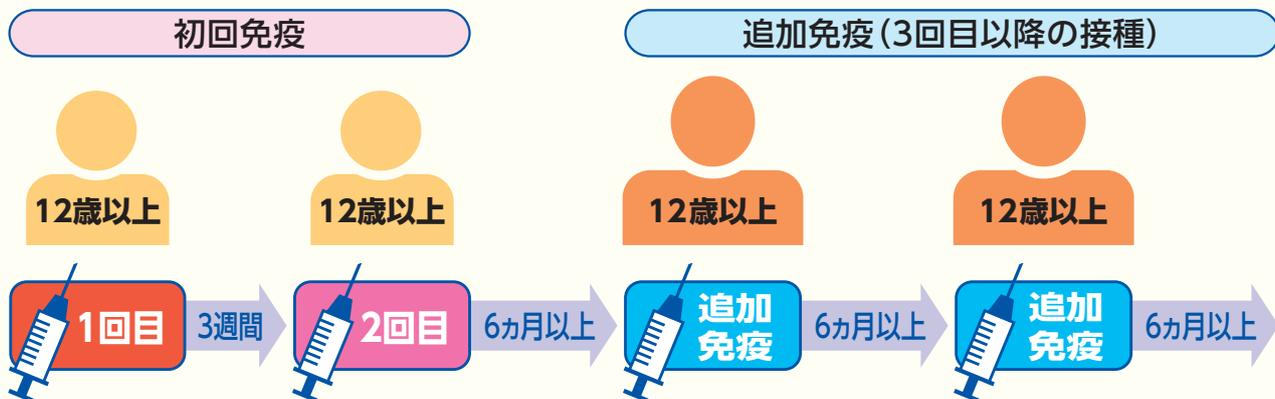 初回免疫
追加免疫(3回目以降の接種)
12歳以上
12歳以上
12歳以上
12歳以上
1回目
3週間
2回目
6ヵ月以上
追加
免疫
6ヵ月以上
追加
免疫
6ヵ月以上